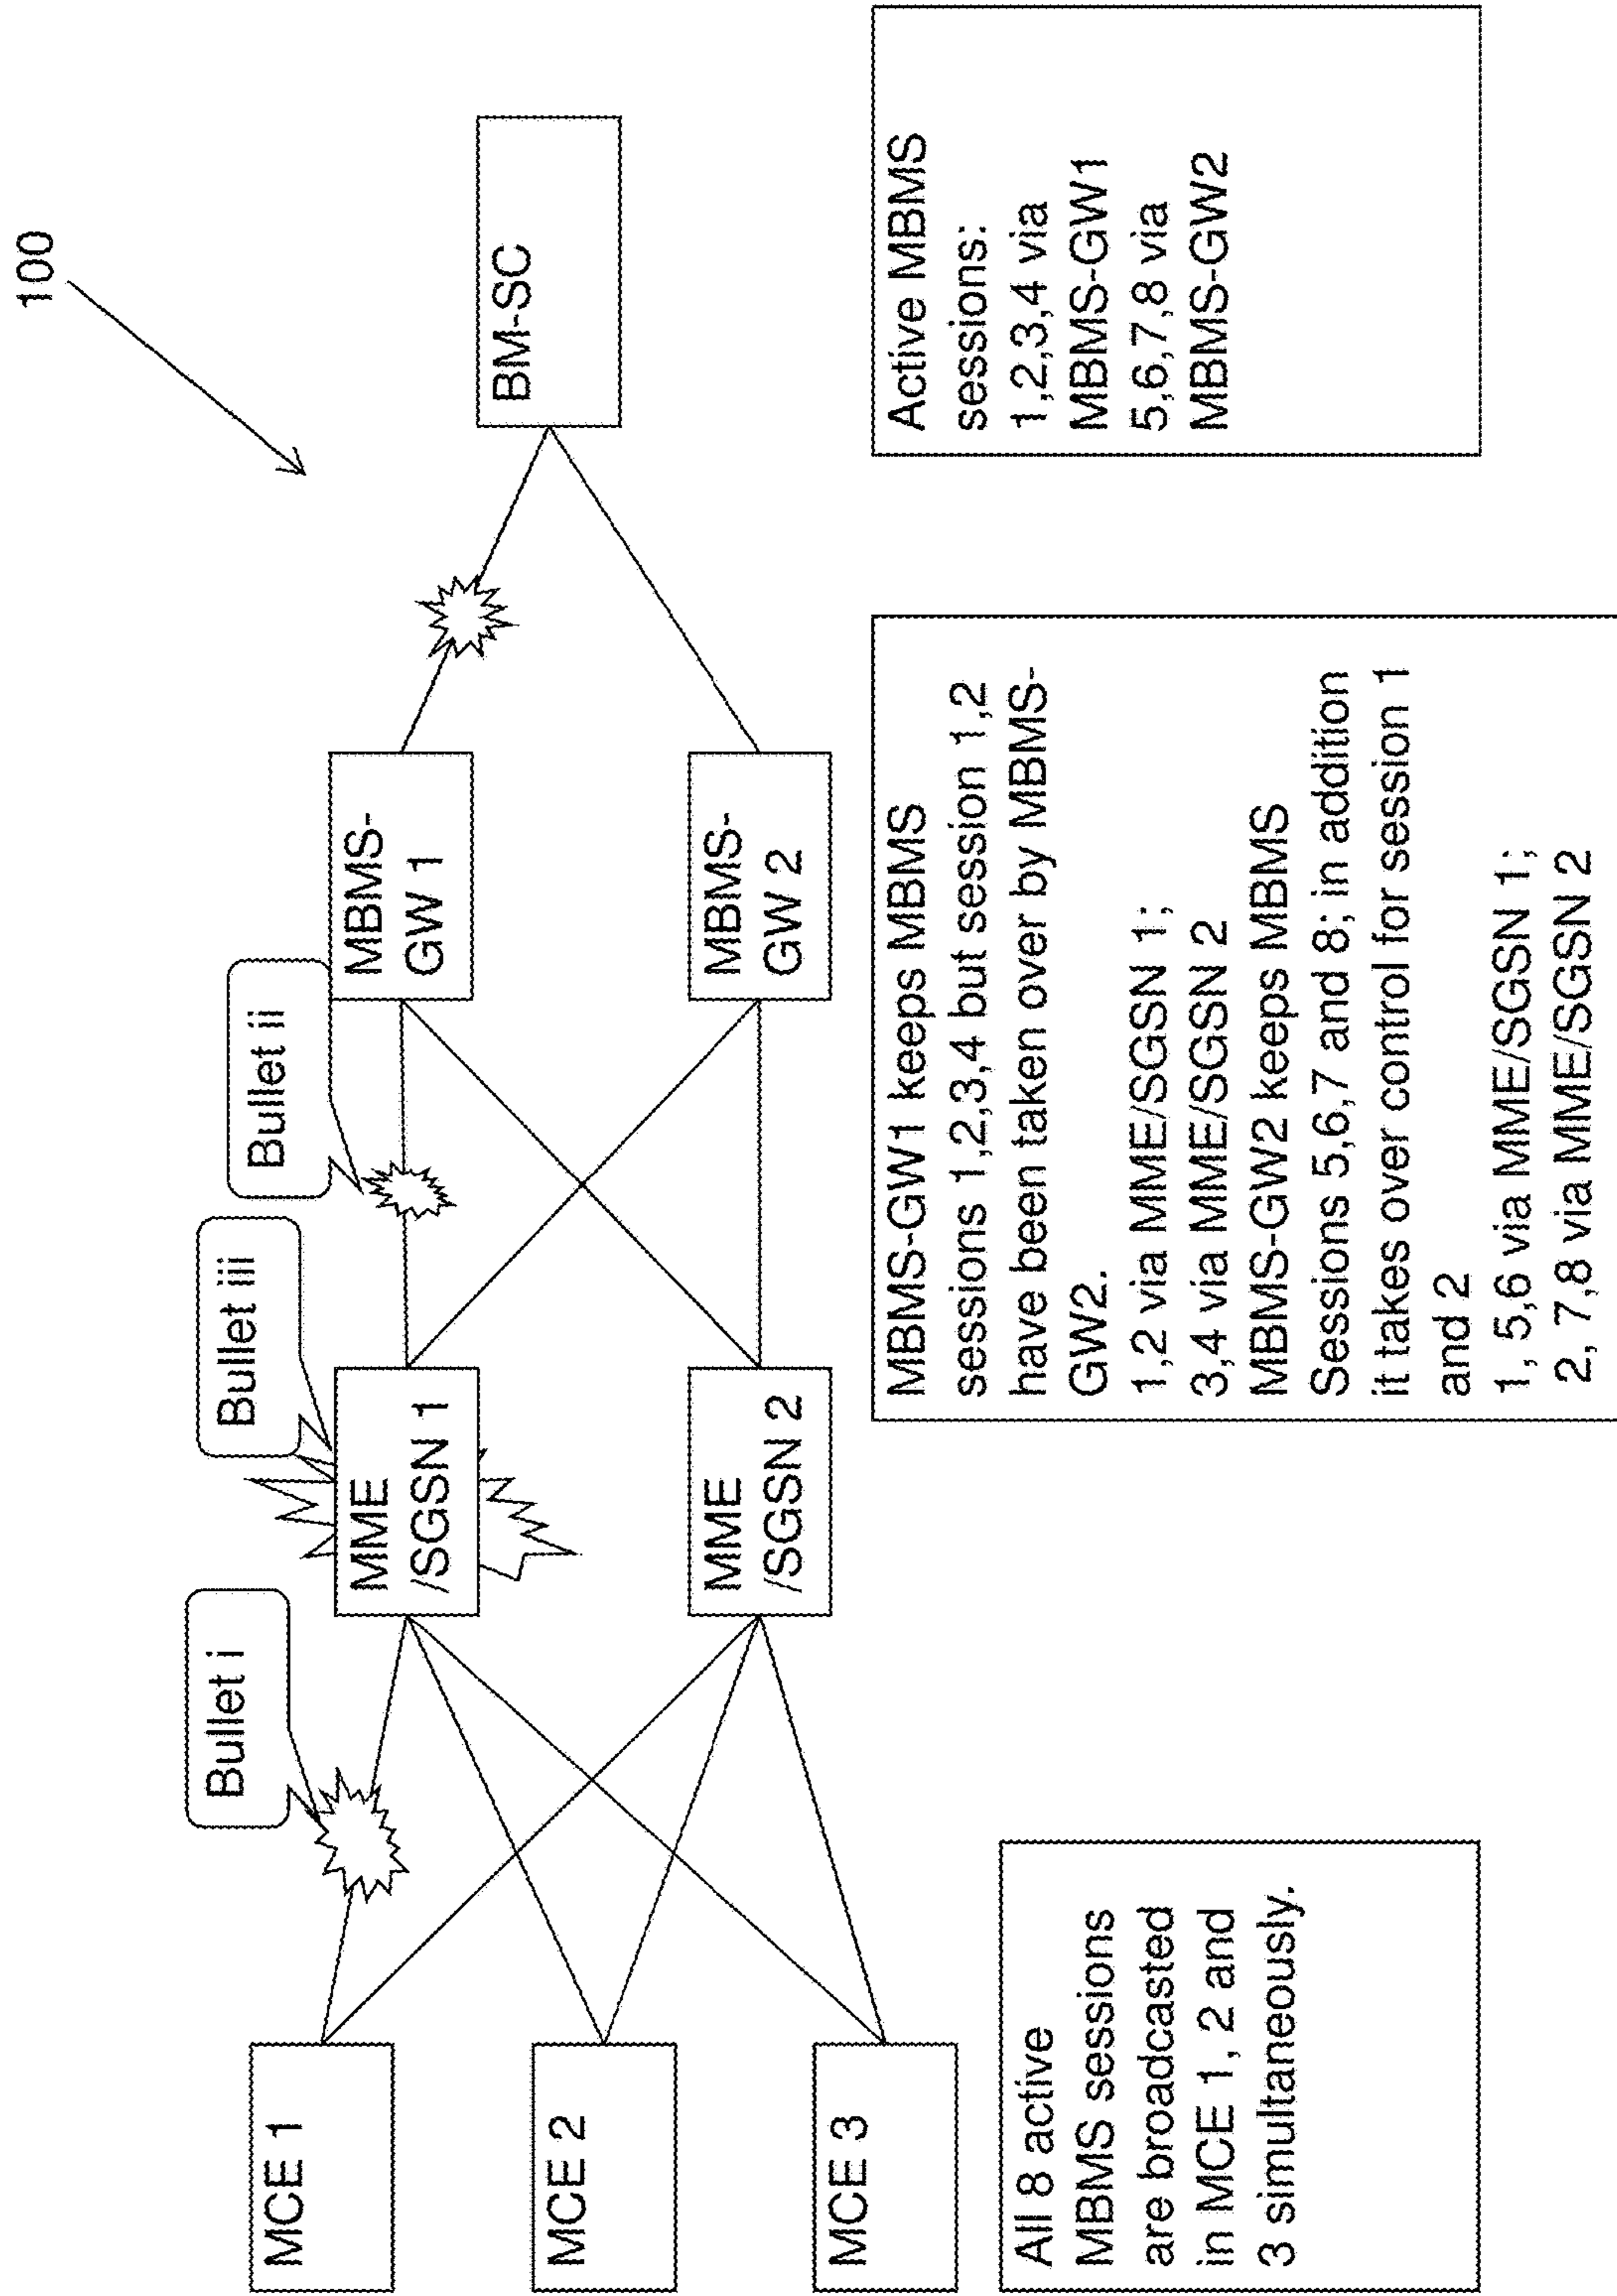 100
Bullet i
Bullet iii
Bullet ii
MCE 1
MCE 2
MCE 3
MME
/SGSN 1
MME
/SGSN 2
MBMS-
GW 1
MBMS-
GW 2
BM-SC
All 8 active
MBMS sessions
are broadcasted
in MCE 1, 2 and
3 simultaneously.
MBMS-GW1 keeps MBMS
sessions 1,2,3,4 but session 1,2
have been taken over by MBMS-
GW2.
1,2 via MME/SGSN 1;
3,4 via MME/SGSN 2
MBMS-GW2 keeps MBMS
Sessions 5,6,7 and 8; in addition
it takes over control for session 1
and 2
1, 5,6 via MME/SGSN 1;
2, 7,8 via MME/SGSN 2
Active MBMS
sessions:
1,2,3,4 via
MBMS-GW1
5,6,7,8 via
MBMS-GW2